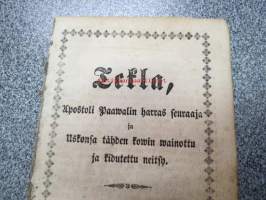 Tekla,
Apostoli Paawalin harras seuraaja
ja
Uskonsa tähden kowin wainottu
ja kidutettu neitsy.